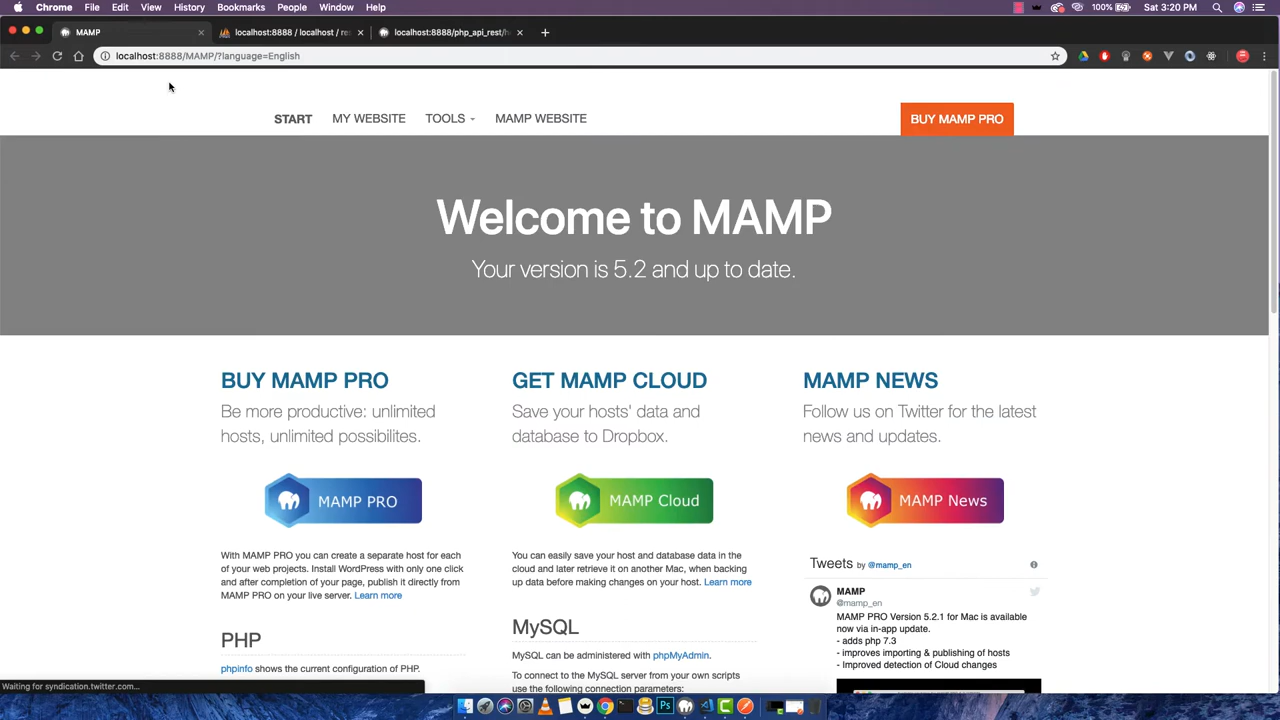 Chrome File Edit View History Bookmarks People Window Help 100% Sat 3:20 PM
MAMP
localhost:8888 / localhost / res
localhost:8888/php_api_rest/h
localhost:8888/MAMP/?language=English
START MY WEBSITE TOOLS MAMP WEBSITE BUY MAMP PRO
Welcome to MAMP
Your version is 5.2 and up to date.
BUY MAMP PRO
Be more productive: unlimited
hosts, unlimited possibilites.
MAMP PRO
With MAMP PRO you can create a separate host for each
of your web projects. Install WordPress with only one click
and after completion of your page, publish it directly from
MAMP PRO on your live server. Learn more
PHP
phpinfo shows the current configuration of PHP.
GET MAMP CLOUD
Save your hosts' data and
database to Dropbox.
MAMP Cloud
You can easily save your host and database data in the
cloud and later retrieve it on another Mac, when backing
up data before making changes on your host. Learn more
MySQL
MySQL can be administered with phpMyAdmin.
To connect to the MySQL server from your own scripts
use the following connection parameters:
MAMP NEWS
Follow us on Twitter for the latest
news and updates.
MAMP News
Tweets by @mamp_en
MAMP
@mamp_en
MAMP PRO Version 5.2.1 for Mac is available
now via in-app update.
- adds php 7.3
- improves importing & publishing of hosts
- Improved detection of Cloud changes
Waiting for syndication.twitter.com...
Ps